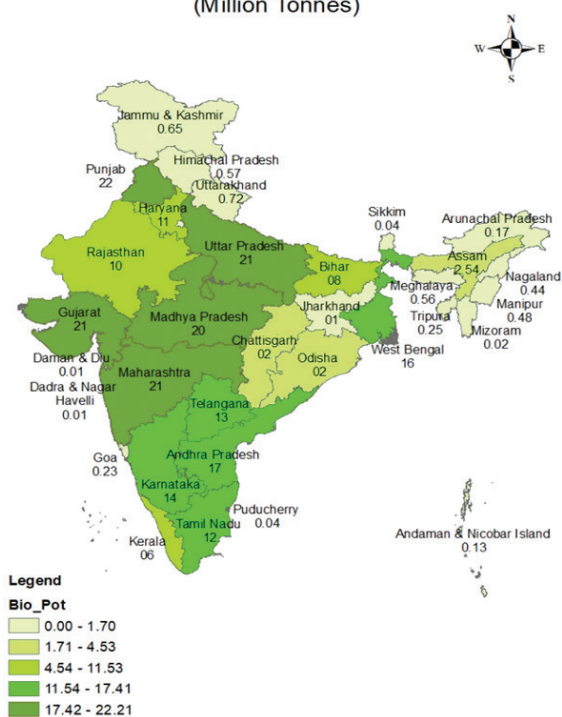 (Million Tonnes)
N
W E
S
Jammu & Kashmir
0.65
Himachal Pradesh
0.57
Punjab
22
Uttarakhand
0.72
Haryana
11
Sikkim
0.04
Arunachal Pradesh
0.17
Rajasthan
10
Uttar Pradesh
21
Bihar
08
Assam
2.54
Nagaland
0.44
Meghalaya
0.56
Manipur
0.48
Tripura
0.25
Mizoram
0.02
Gujarat
21
Madhya Pradesh
20
Jharkhand
01
West Bengal
16
Chattisgarh
02
Odisha
02
Daman & Diu
0.01
Dadra & Nagar
Havelli
0.01
Maharashtra
21
Telangana
13
Goa
0.23
Andhra Pradesh
17
Karnataka
14
Puducherry
0.04
Tamil Nadu
12
Kerala
06
Andaman & Nicobar Island
0.13
Legend
Bio_Pot
0.00 - 1.70
1.71 - 4.53
4.54 - 11.53
11.54 - 17.41
17.42 - 22.21